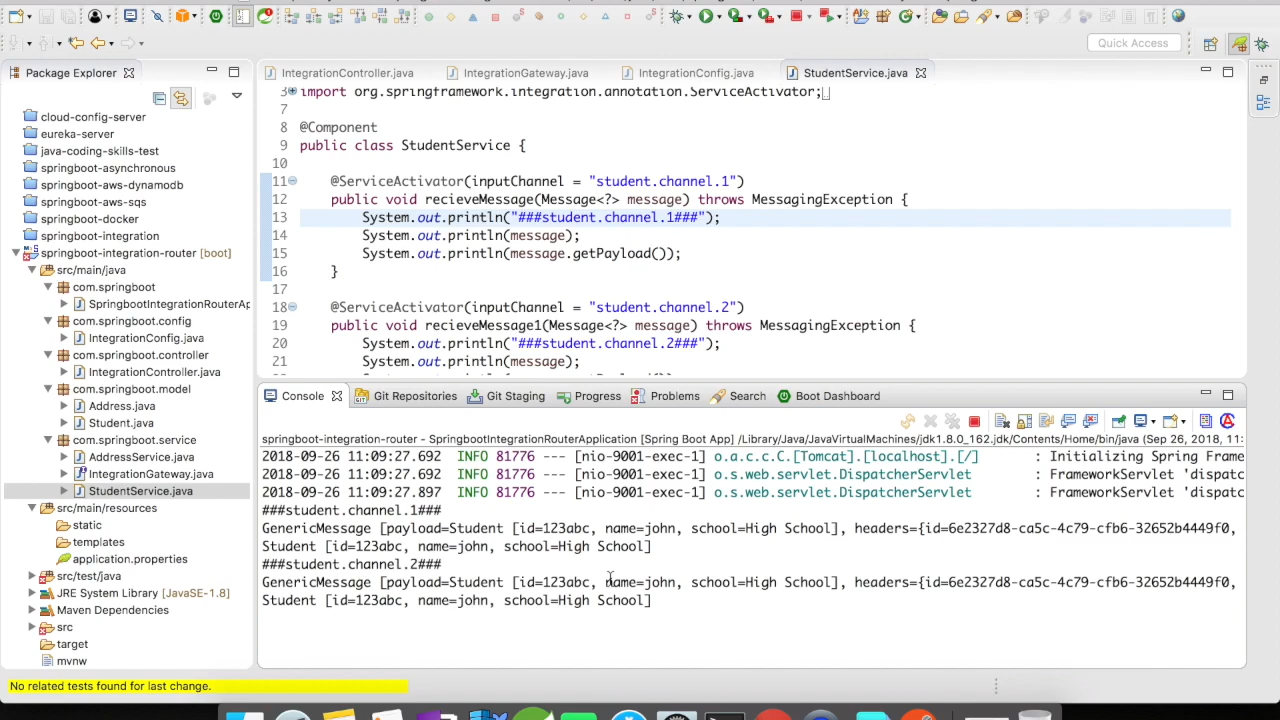 Quick Access
Package Explorer
IntegrationController.java
IntegrationGateway.java
IntegrationConfig.java
StudentService.java
cloud-config-server
eureka-server
java-coding-skills-test
springboot-asynchronous
springboot-aws-dynamodb
springboot-aws-sqs
springboot-docker
springboot-integration
springboot-integration-router [boot]
src/main/java
com.springboot
SpringbootIntegrationRouterAp
com.springboot.config
IntegrationConfig.java
com.springboot.controller
IntegrationController.java
com.springboot.model
Address.java
Student.java
com.springboot.service
AddressService.java
IntegrationGateway.java
StudentService.java
src/main/resources
static
templates
application.properties
src/test/java
JRE System Library [JavaSE-1.8]
Maven Dependencies
src
target
mvnw
3 import org.springframework.integration.annotation.ServiceActivator;
7
8 @Component
9 public class StudentService {
10
11 @ServiceActivator(inputChannel = "student.channel.1")
12 public void recieveMessage(Message<?> message) throws MessagingException {
13 System.out.println("###student.channel.1###");
14 System.out.println(message);
15 System.out.println(message.getPayload());
16 }
17
18 @ServiceActivator(inputChannel = "student.channel.2")
19 public void recieveMessage1(Message<?> message) throws MessagingException {
20 System.out.println("###student.channel.2###");
21 System.out.println(message);
Console
Git Repositories
Git Staging
Progress
Problems
Search
Boot Dashboard
springboot-integration-router - SpringbootIntegrationRouterApplication [Spring Boot App] /Library/Java/JavaVirtualMachines/jdk1.8.0_162.jdk/Contents/Home/bin/java (Sep 26, 2018, 11:
2018-09-26 11:09:27.692 INFO 81776 --- [nio-9001-exec-1] o.a.c.c.C.[Tomcat].[localhost].[/] : Initializing Spring Frame
2018-09-26 11:09:27.692 INFO 81776 --- [nio-9001-exec-1] o.s.web.servlet.DispatcherServlet : FrameworkServlet 'dispatc
2018-09-26 11:09:27.897 INFO 81776 --- [nio-9001-exec-1] o.s.web.servlet.DispatcherServlet : FrameworkServlet 'dispatc
###student.channel.1###
GenericMessage [payload=Student [id=123abc, name=john, school=High School], headers={id=6e2327d8-ca5c-4c79-cfb6-32652b4449f0,
Student [id=123abc, name=john, school=High School]
###student.channel.2###
GenericMessage [payload=Student [id=123abc, name=john, school=High School], headers={id=6e2327d8-ca5c-4c79-cfb6-32652b4449f0,
Student [id=123abc, name=john, school=High School]
No related tests found for last change.